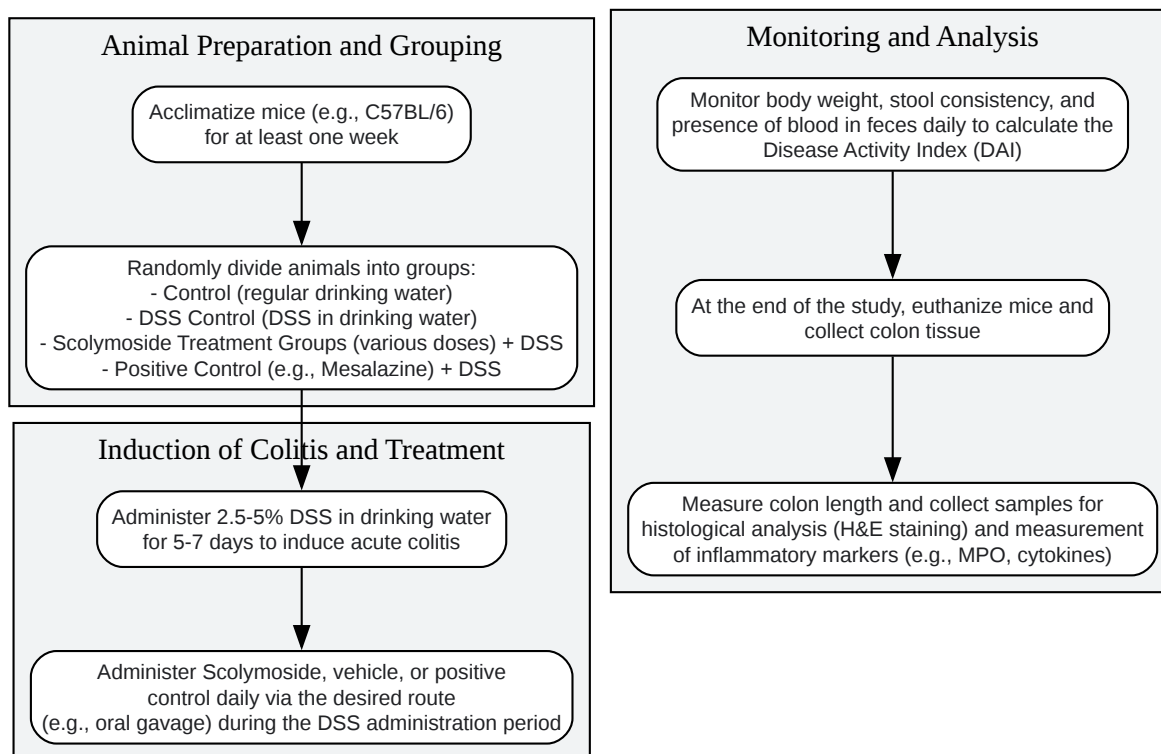 Animal Preparation and Grouping
Acclimatize mice (e.g., C57BL/6)
for at least one week
Randomly divide animals into groups:
- Control (regular drinking water)
- DSS Control (DSS in drinking water)
- Scolymoside Treatment Groups (various doses) + DSS
- Positive Control (e.g., Mesalazine) + DSS
Induction of Colitis and Treatment
Administer 2.5-5% DSS in drinking water
for 5-7 days to induce acute colitis
Administer Scolymoside, vehicle, or positive
control daily via the desired route
(e.g., oral gavage) during the DSS administration period
Monitoring and Analysis
Monitor body weight, stool consistency, and
presence of blood in feces daily to calculate the
Disease Activity Index (DAI)
At the end of the study, euthanize mice and
collect colon tissue
Measure colon length and collect samples for
histological analysis (H&E staining) and measurement
of inflammatory markers (e.g., MPO, cytokines)